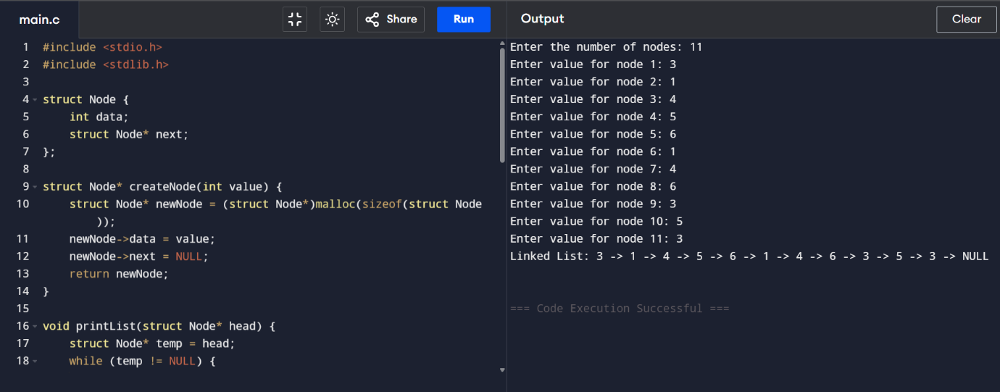 main.c
Share
Run
Output
Clear
1 #include <stdio.h>
2 #include <stdlib.h>
3
4 struct Node {
5     int data;
6     struct Node* next;
7 };
8
9 struct Node* createNode(int value) {
10     struct Node* newNode = (struct Node*)malloc(sizeof(struct Node
));
11     newNode->data = value;
12     newNode->next = NULL;
13     return newNode;
14 }
15
16 void printList(struct Node* head) {
17     struct Node* temp = head;
18     while (temp != NULL) {
Enter the number of nodes: 11
Enter value for node 1: 3
Enter value for node 2: 1
Enter value for node 3: 4
Enter value for node 4: 5
Enter value for node 5: 6
Enter value for node 6: 1
Enter value for node 7: 4
Enter value for node 8: 6
Enter value for node 9: 3
Enter value for node 10: 5
Enter value for node 11: 3
Linked List: 3 -> 1 -> 4 -> 5 -> 6 -> 1 -> 4 -> 6 -> 3 -> 5 -> 3 -> NULL
=== Code Execution Successful ===